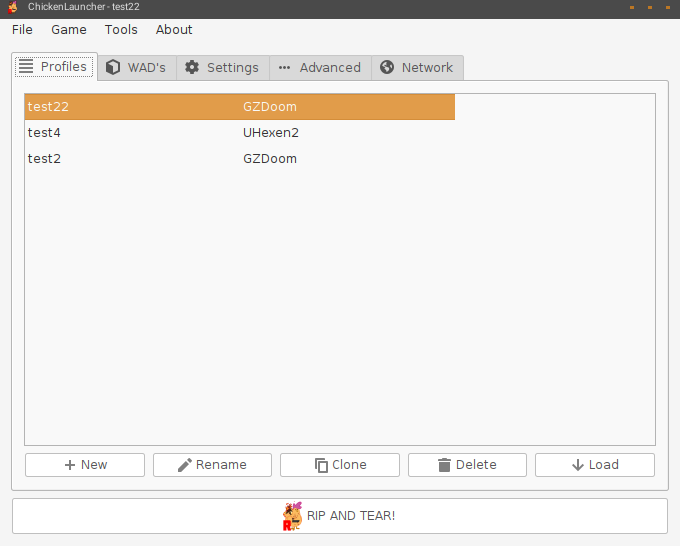 ChickenLauncher - test22
File Game Tools About
Profiles WAD's Settings Advanced Network
test22 GZDoom
test4 UHexen2
test2 GZDoom
New Rename Clone Delete Load
R RIP AND TEAR!